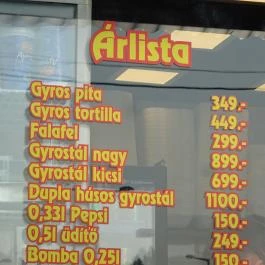 Árlista
Gyros pita 349.-
Gyros tortilla 449.-
Falafel 299.-
Gyrostál nagy 899.-
Gyrostál kicsi 699.-
Dupla húsos gyrostál 1100.-
0,33l Pepsi 150.-
0,5l üdítő 249.-
Bomba 0,25l 150.-